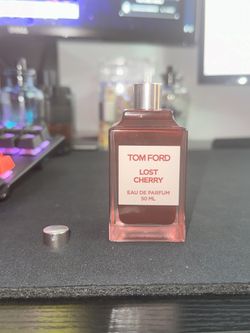 TOM FORD
LOST
CHERRY
EAU DE PARFUM
50 ML